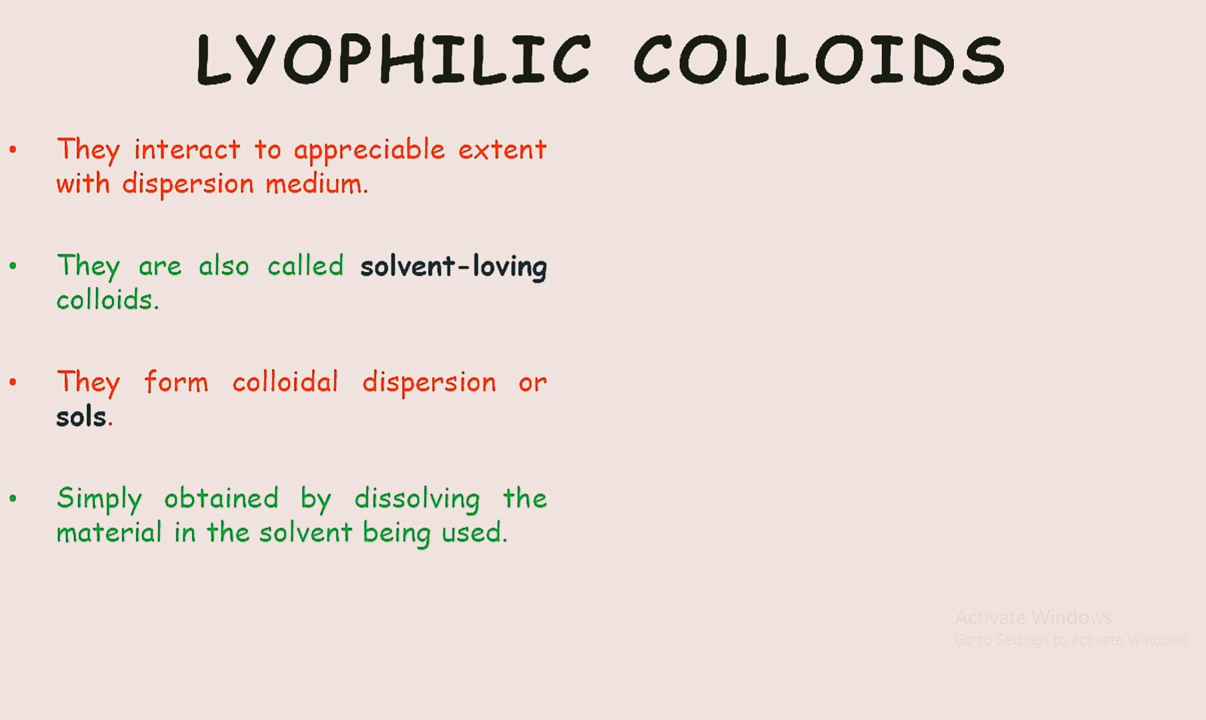 LYOPHILIC COLLOIDS
• They interact to appreciable extent
with dispersion medium.
• They are also called solvent-loving
colloids.
• They form colloidal dispersion or
sols.
• Simply obtained by dissolving the
material in the solvent being used.
Activate Windows
Go to Settings to activate Windows.